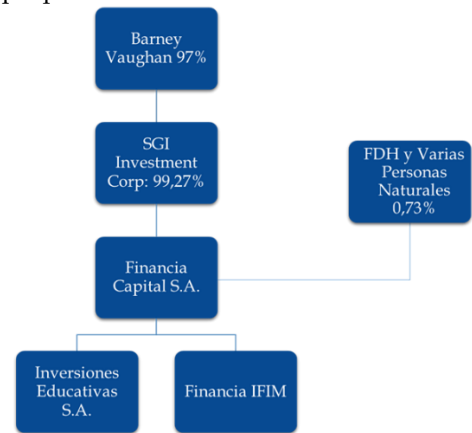 Barney
Vaughan 97%
SGI
Investment
Corp: 99,27%
FDH y Varias
Personas
Naturales
0,73%
Financia
Capital S.A.
Inversiones
Educativas
S.A.
Financia IFIM